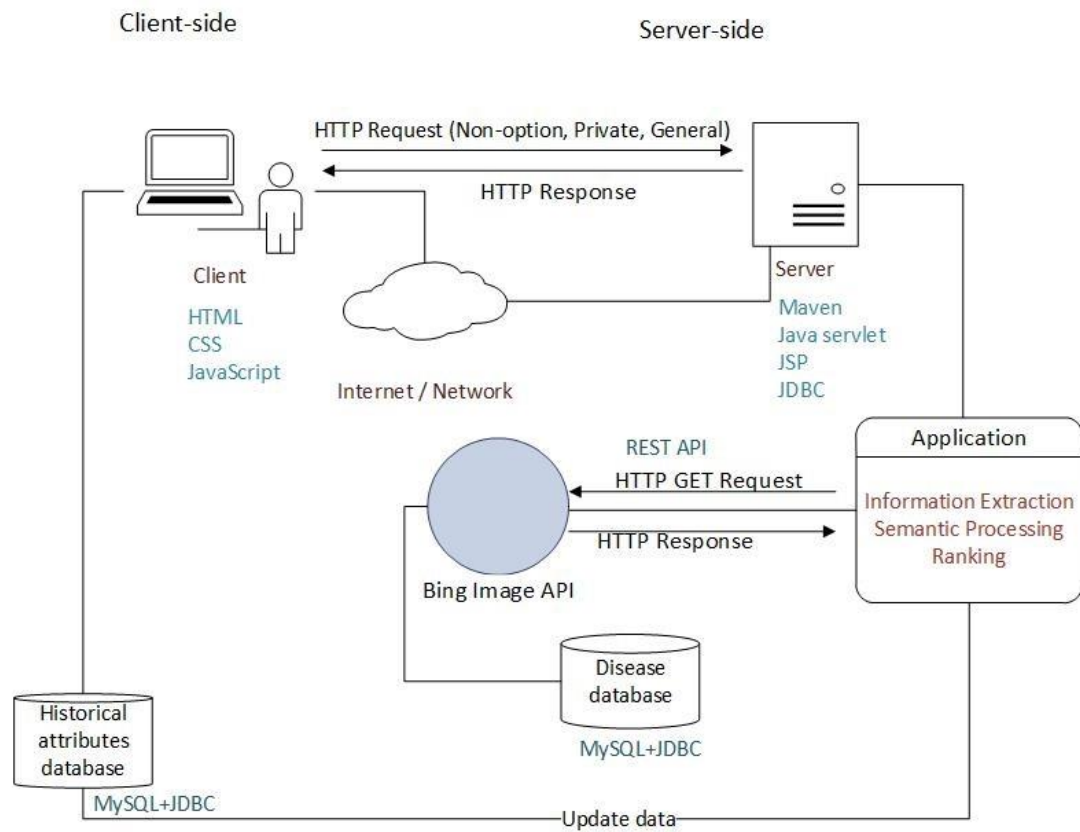 Client-side
Server-side
HTTP Request (Non-option, Private, General)
HTTP Response
Client
HTML
CSS
JavaScript
Internet / Network
Server
Maven
Java servlet
JSP
JDBC
Application
Information Extraction
Semantic Processing
Ranking
REST API
HTTP GET Request
HTTP Response
Bing Image API
Disease
database
MySQL+JDBC
Historical
attributes
database
MySQL+JDBC
Update data